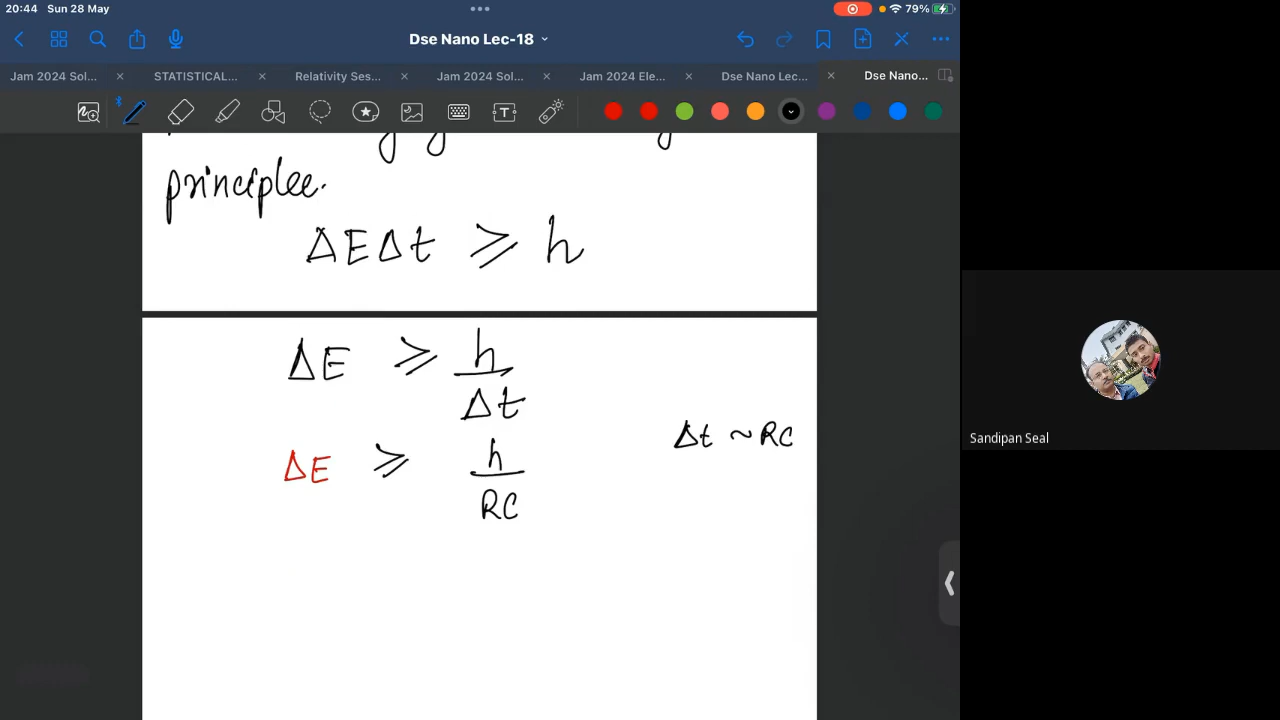 20:44 Sun 28 May
79%
Dse Nano Lec-18
Jam 2024 Sol... STATISTICAL... Relativity Ses... Jam 2024 Sol... Jam 2024 Ele... Dse Nano Lec... Dse Nano...
principlee.
ΔEΔt ≥ h
ΔE ≥ h/Δt
Δt ~ RC
ΔE ≥ h/RC
Sandipan Seal